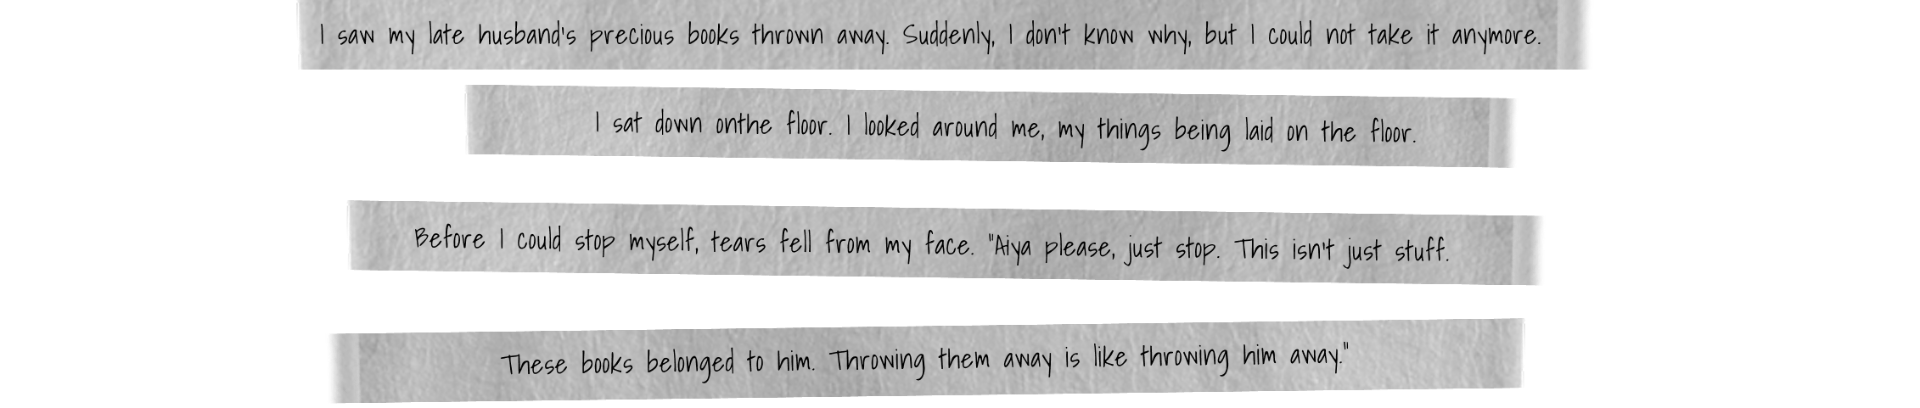 I saw my late husband's precious books thrown away. Suddenly, I don't know why, but I could not take it anymore.
I sat down onthe floor. I looked around me, my things being laid on the floor.
Before I could stop myself, tears fell from my face. "Aiya please, just stop. This isn't just stuff.
These books belonged to him. Throwing them away is like throwing him away."